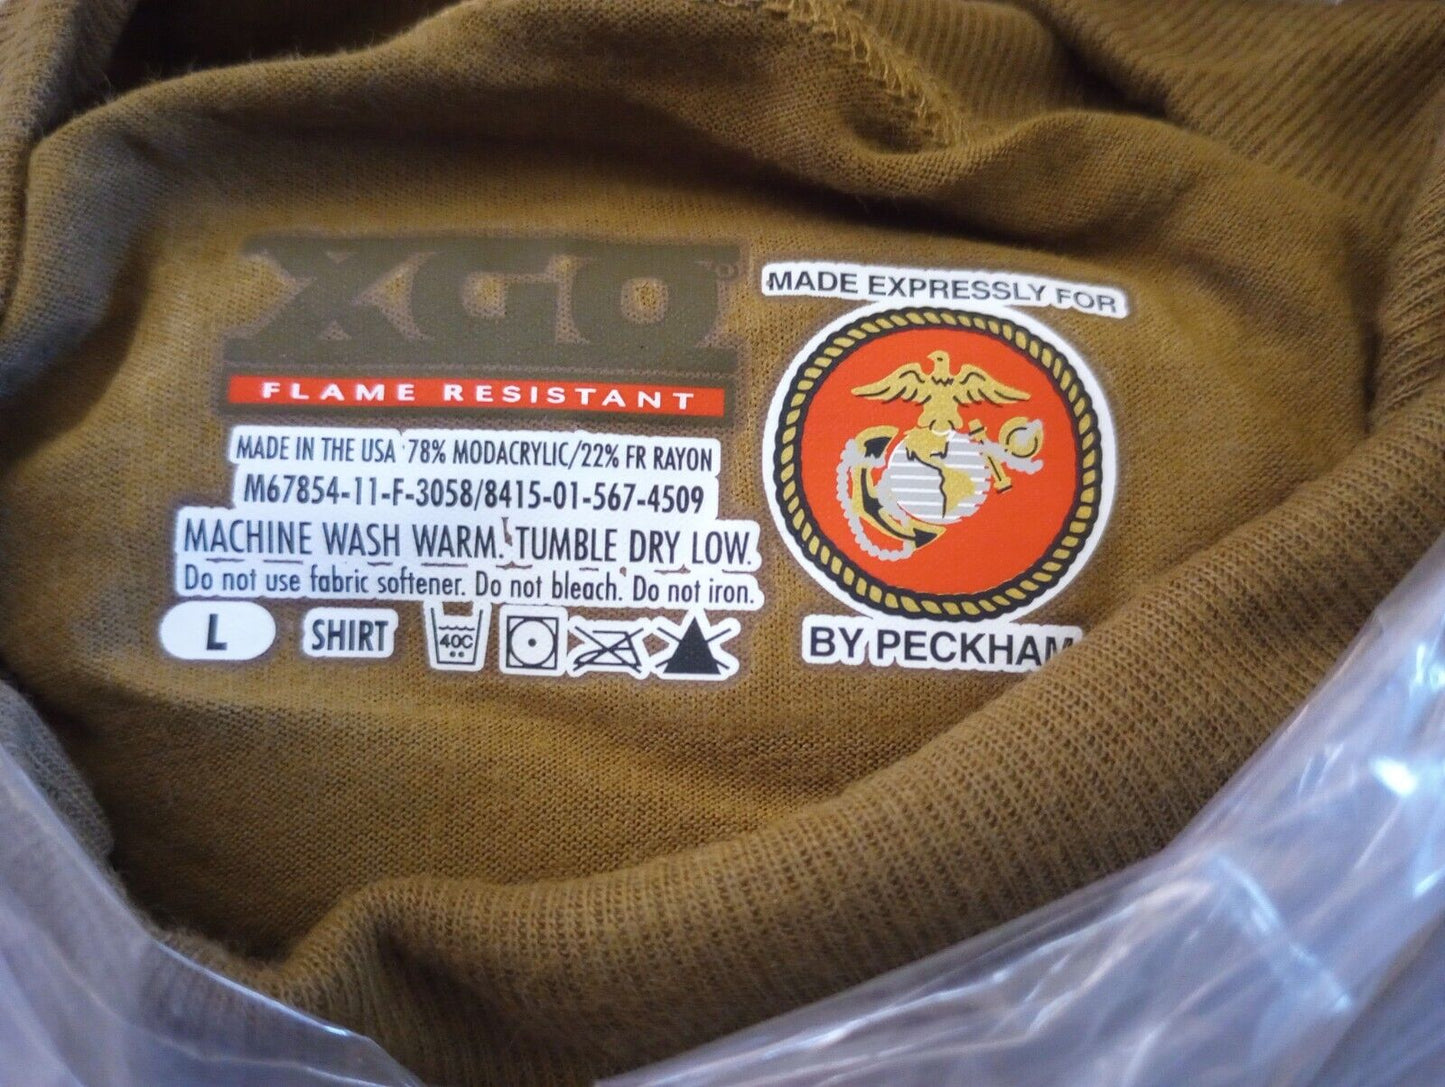 XGO
FLAME RESISTANT
MADE IN THE USA 78% MODACRYLIC/22% FR RAYON
M67854-11-F-3058/8415-01-567-4509
MACHINE WASH WARM. TUMBLE DRY LOW.
Do not use fabric softener. Do not bleach. Do not iron.
L SHIRT 40C
MADE EXPRESSLY FOR
BY PECKHAM